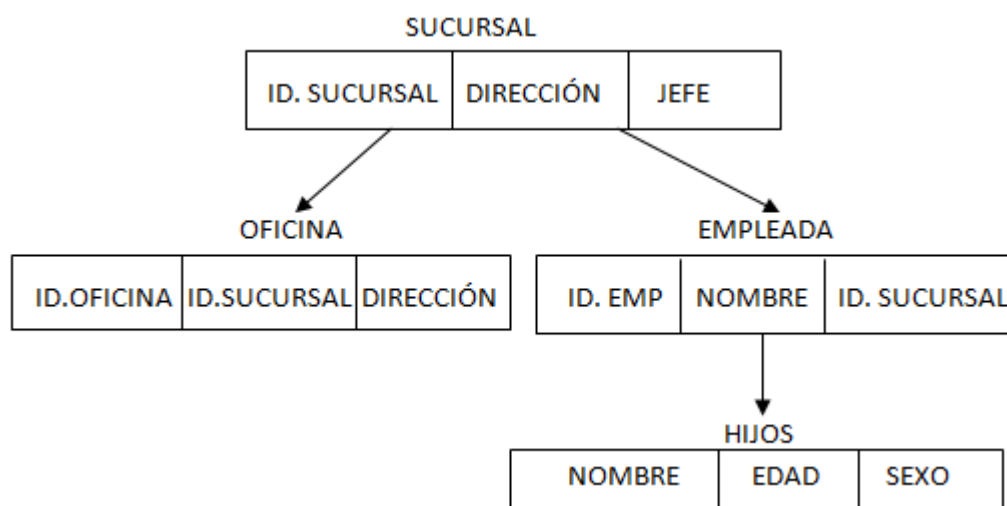 SUCURSAL
ID. SUCURSAL DIRECCIÓN JEFE
OFICINA EMPLEADA
ID.OFICINA ID.SUCURSAL DIRECCIÓN ID. EMP NOMBRE ID. SUCURSAL
HIJOS
NOMBRE EDAD SEXO